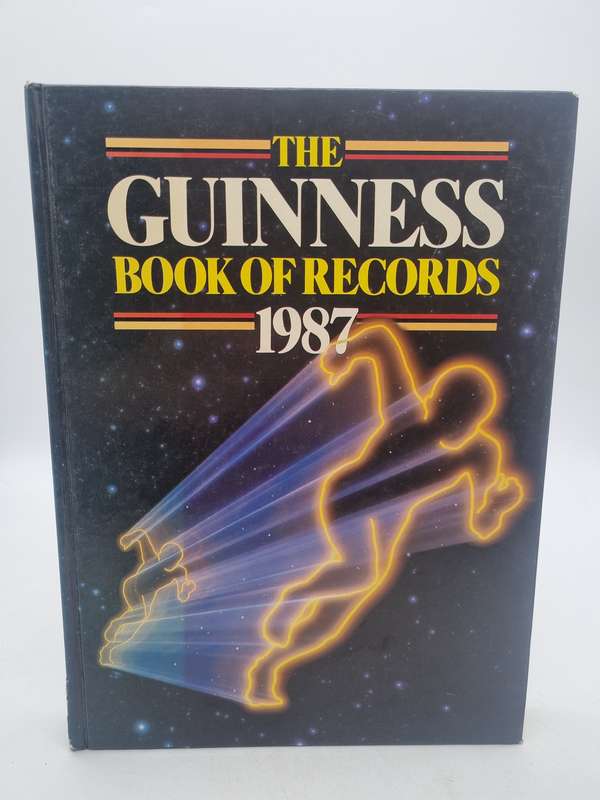 THE
GUINNESS
BOOK OF RECORDS
1987